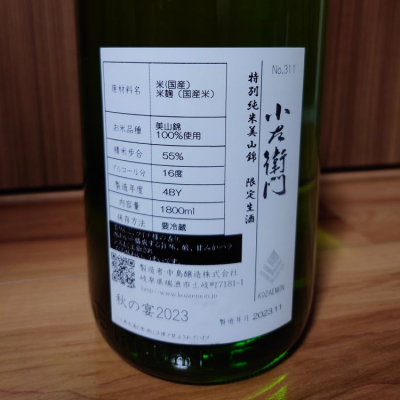 No.311
特別純米美山錦 限定生酒
小左衛門
原材料名
米(国産)
米麹(国産米)
お米品種
美山錦
100%使用
精米歩合 55%
アルコール分 16度
製造年度 4BY
内容量 1800ml
保存方法 要冷蔵
製造者:中島醸造株式会社
岐阜県瑞浪市土岐町7181-1
秋の宴2023
製造年月 2023.11
KOZAEMON